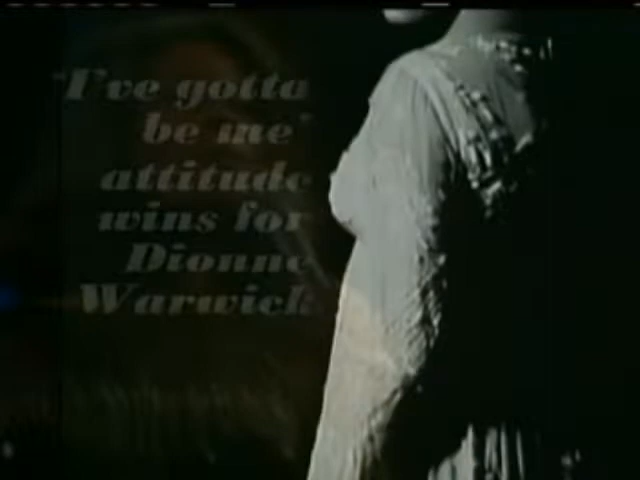 "I've gotta
be me"
attitude
wins for
Dionne
Warwick